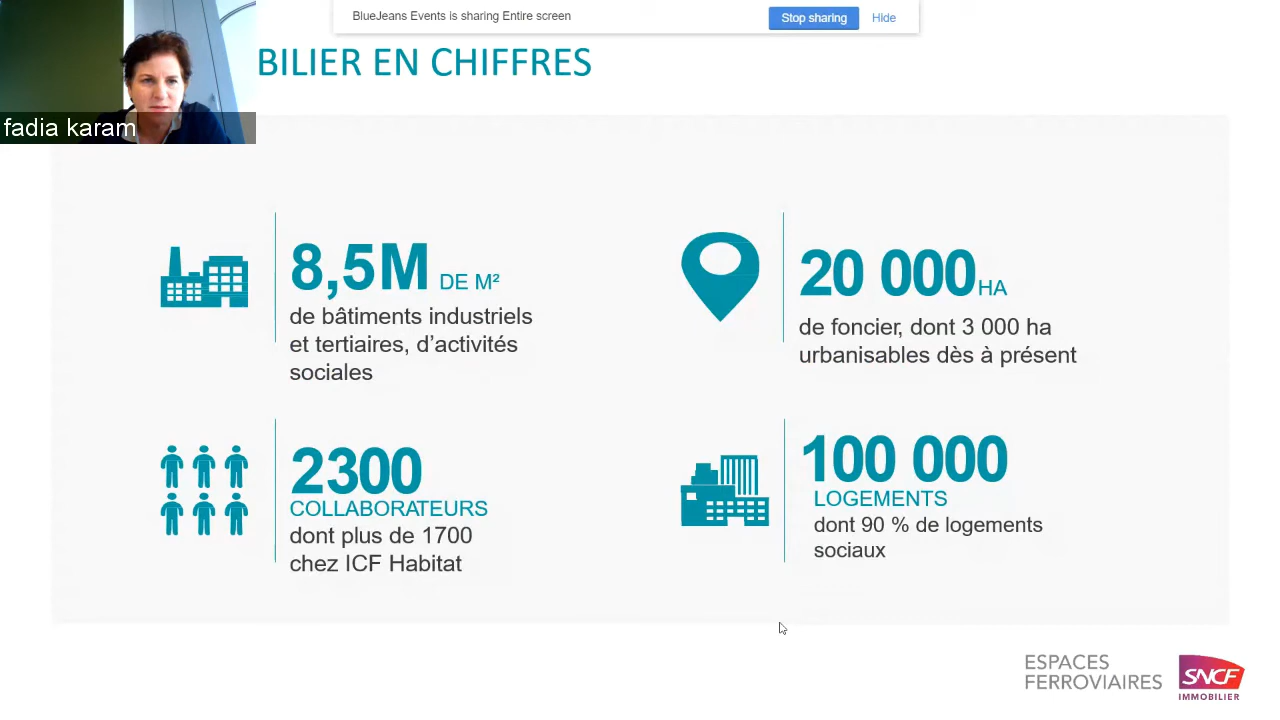 BlueJeans Events is sharing Entire screen
Stop sharing
Hide
BILIER EN CHIFFRES
fadia karam
8,5M DE M²
de bâtiments industriels
et tertiaires, d’activités
sociales
20 000 HA
de foncier, dont 3 000 ha
urbanisables dès à présent
2300
COLLABORATEURS
dont plus de 1700
chez ICF Habitat
100 000
LOGEMENTS
dont 90 % de logements
sociaux
ESPACES
FERROVIAIRES
SNCF
IMMOBILIER